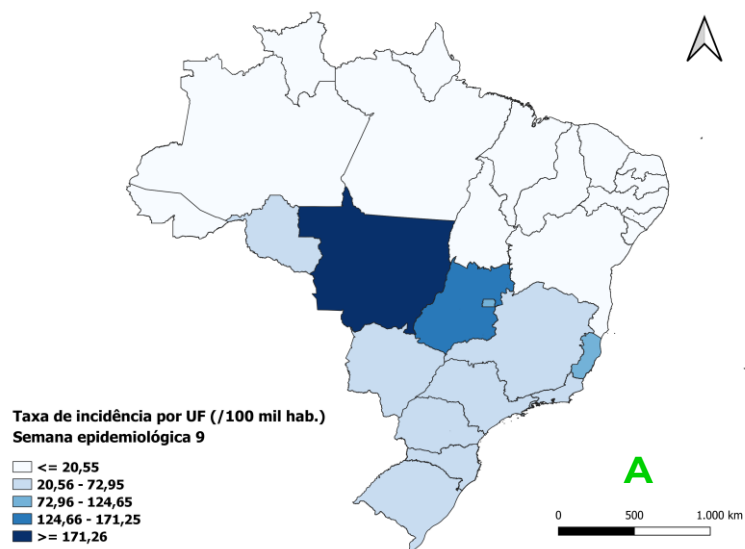 Taxa de incidência por UF (/100 mil hab.)
Semana epidemiológica 9
<= 20,55
20,56 - 72,95
72,96 - 124,65
124,66 - 171,25
>= 171,26
A
0 500 1.000 km